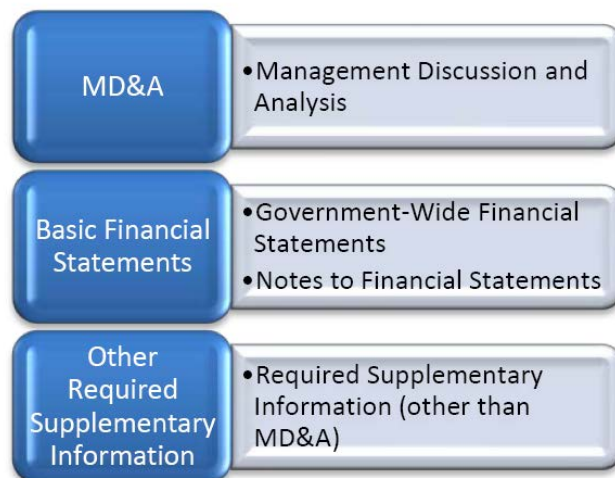 MD&A
•Management Discussion and
Analysis
Basic Financial
Statements
•Government-Wide Financial
Statements
•Notes to Financial Statements
Other
Required
Supplementary
Information
•Required Supplementary
Information (other than
MD&A)